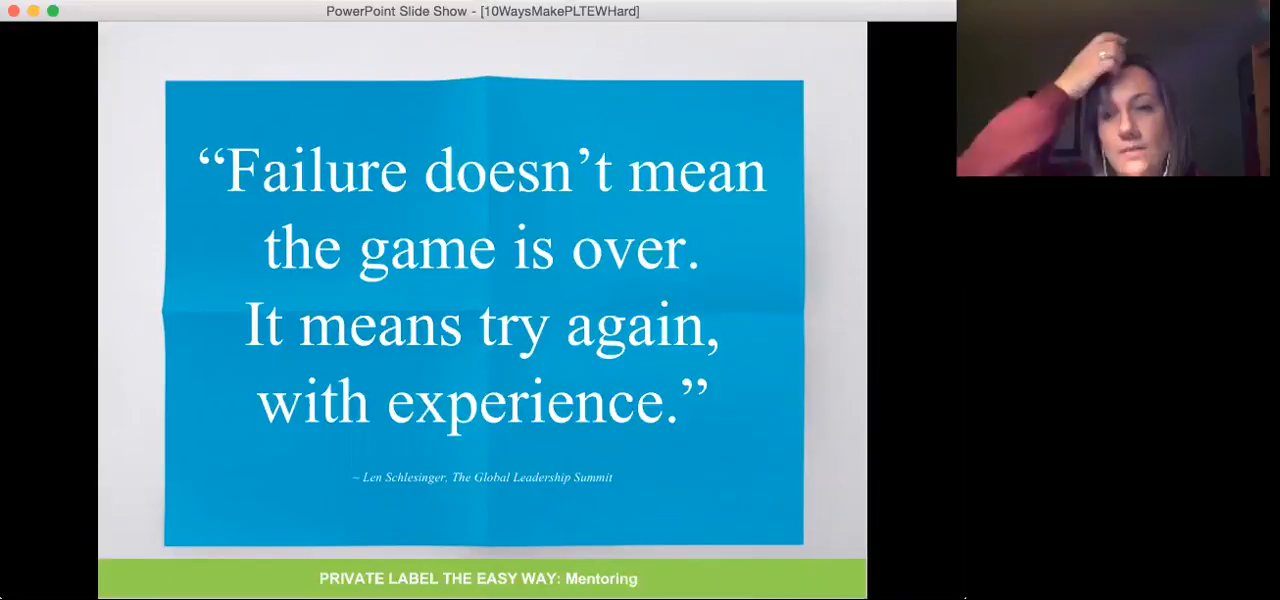 PowerPoint Slide Show - [10WaysMakePLTEWHard]
“Failure doesn’t mean
the game is over.
It means try again,
with experience.”
~ Len Schlesinger, The Global Leadership Summit
PRIVATE LABEL THE EASY WAY: Mentoring